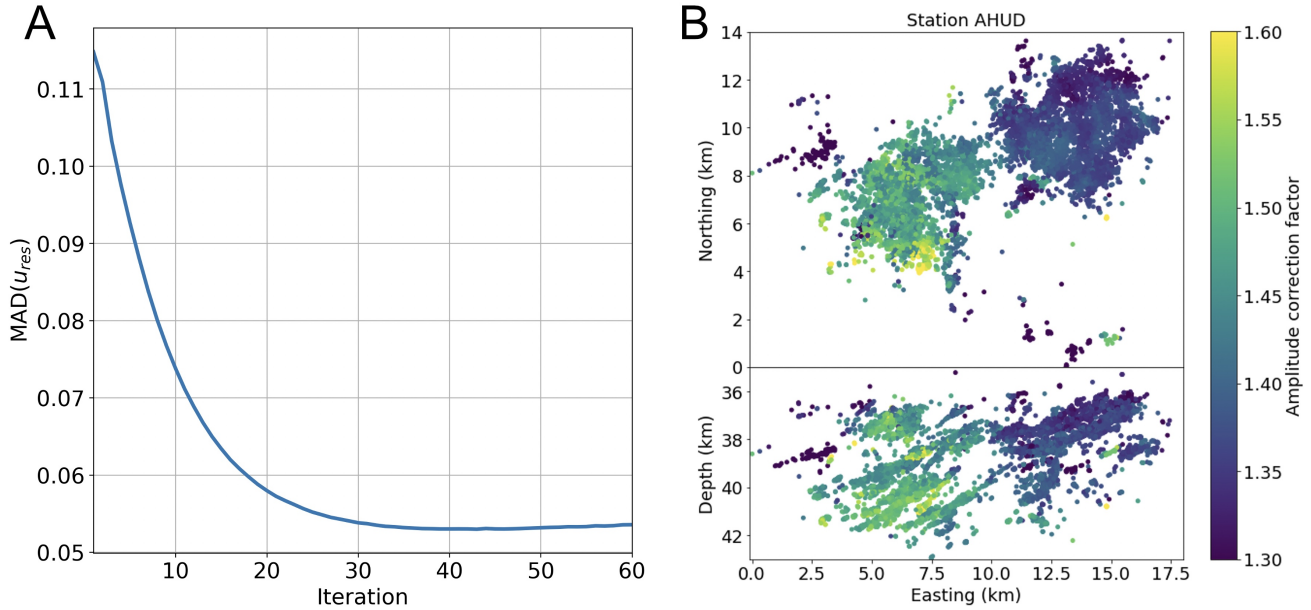 A
MAD(u_res)
0.11
0.10
0.09
0.08
0.07
0.06
0.05
10 20 30 40 50 60
Iteration
B
Station AHUD
Northing (km)
14
12
10
8
6
4
2
0
Depth (km)
36
38
40
42
0.0 2.5 5.0 7.5 10.0 12.5 15.0 17.5
Easting (km)
1.60
1.55
1.50
1.45
1.40
1.35
1.30
Amplitude correction factor